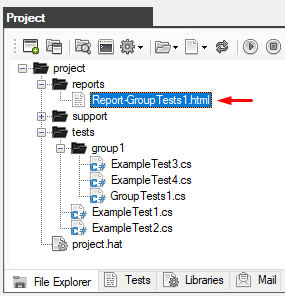 Project
project
reports
Report-GroupTests1.html
support
tests
group1
ExampleTest3.cs
ExampleTest4.cs
GroupTests1.cs
ExampleTest1.cs
ExampleTest2.cs
project.hat
File Explorer Tests Libraries Mail